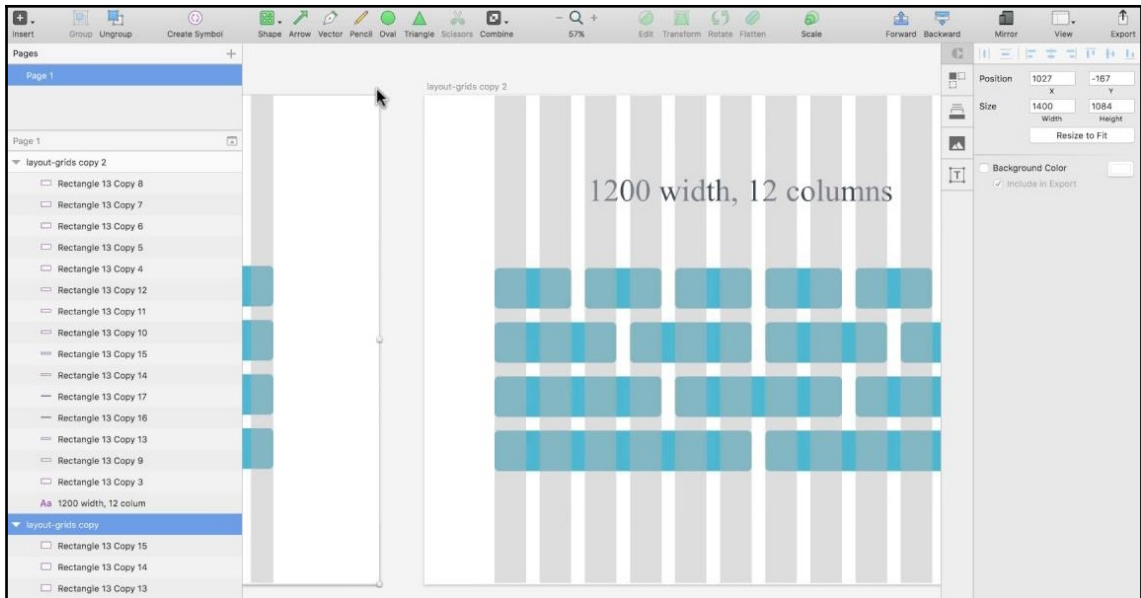 Insert Group Ungroup Create Symbol Shape Arrow Vector Pencil Oval Triangle Scissors Combine 57% Edit Transform Rotate Flatten Scale Forward Backward Mirror View Export
Pages
Page 1
Page 1
layout-grids copy 2
Rectangle 13 Copy 8
Rectangle 13 Copy 7
Rectangle 13 Copy 6
Rectangle 13 Copy 5
Rectangle 13 Copy 4
Rectangle 13 Copy 12
Rectangle 13 Copy 11
Rectangle 13 Copy 10
Rectangle 13 Copy 15
Rectangle 13 Copy 14
Rectangle 13 Copy 17
Rectangle 13 Copy 16
Rectangle 13 Copy 13
Rectangle 13 Copy 9
Rectangle 13 Copy 3
Aa 1200 width, 12 colum
layout-grids copy
Rectangle 13 Copy 15
Rectangle 13 Copy 14
Rectangle 13 Copy 13
layout-grids copy 2
1200 width, 12 columns
Position 1027 -167
X Y
Size 1400 1084
Width Height
Resize to Fit
Background Color
Include in Export
T